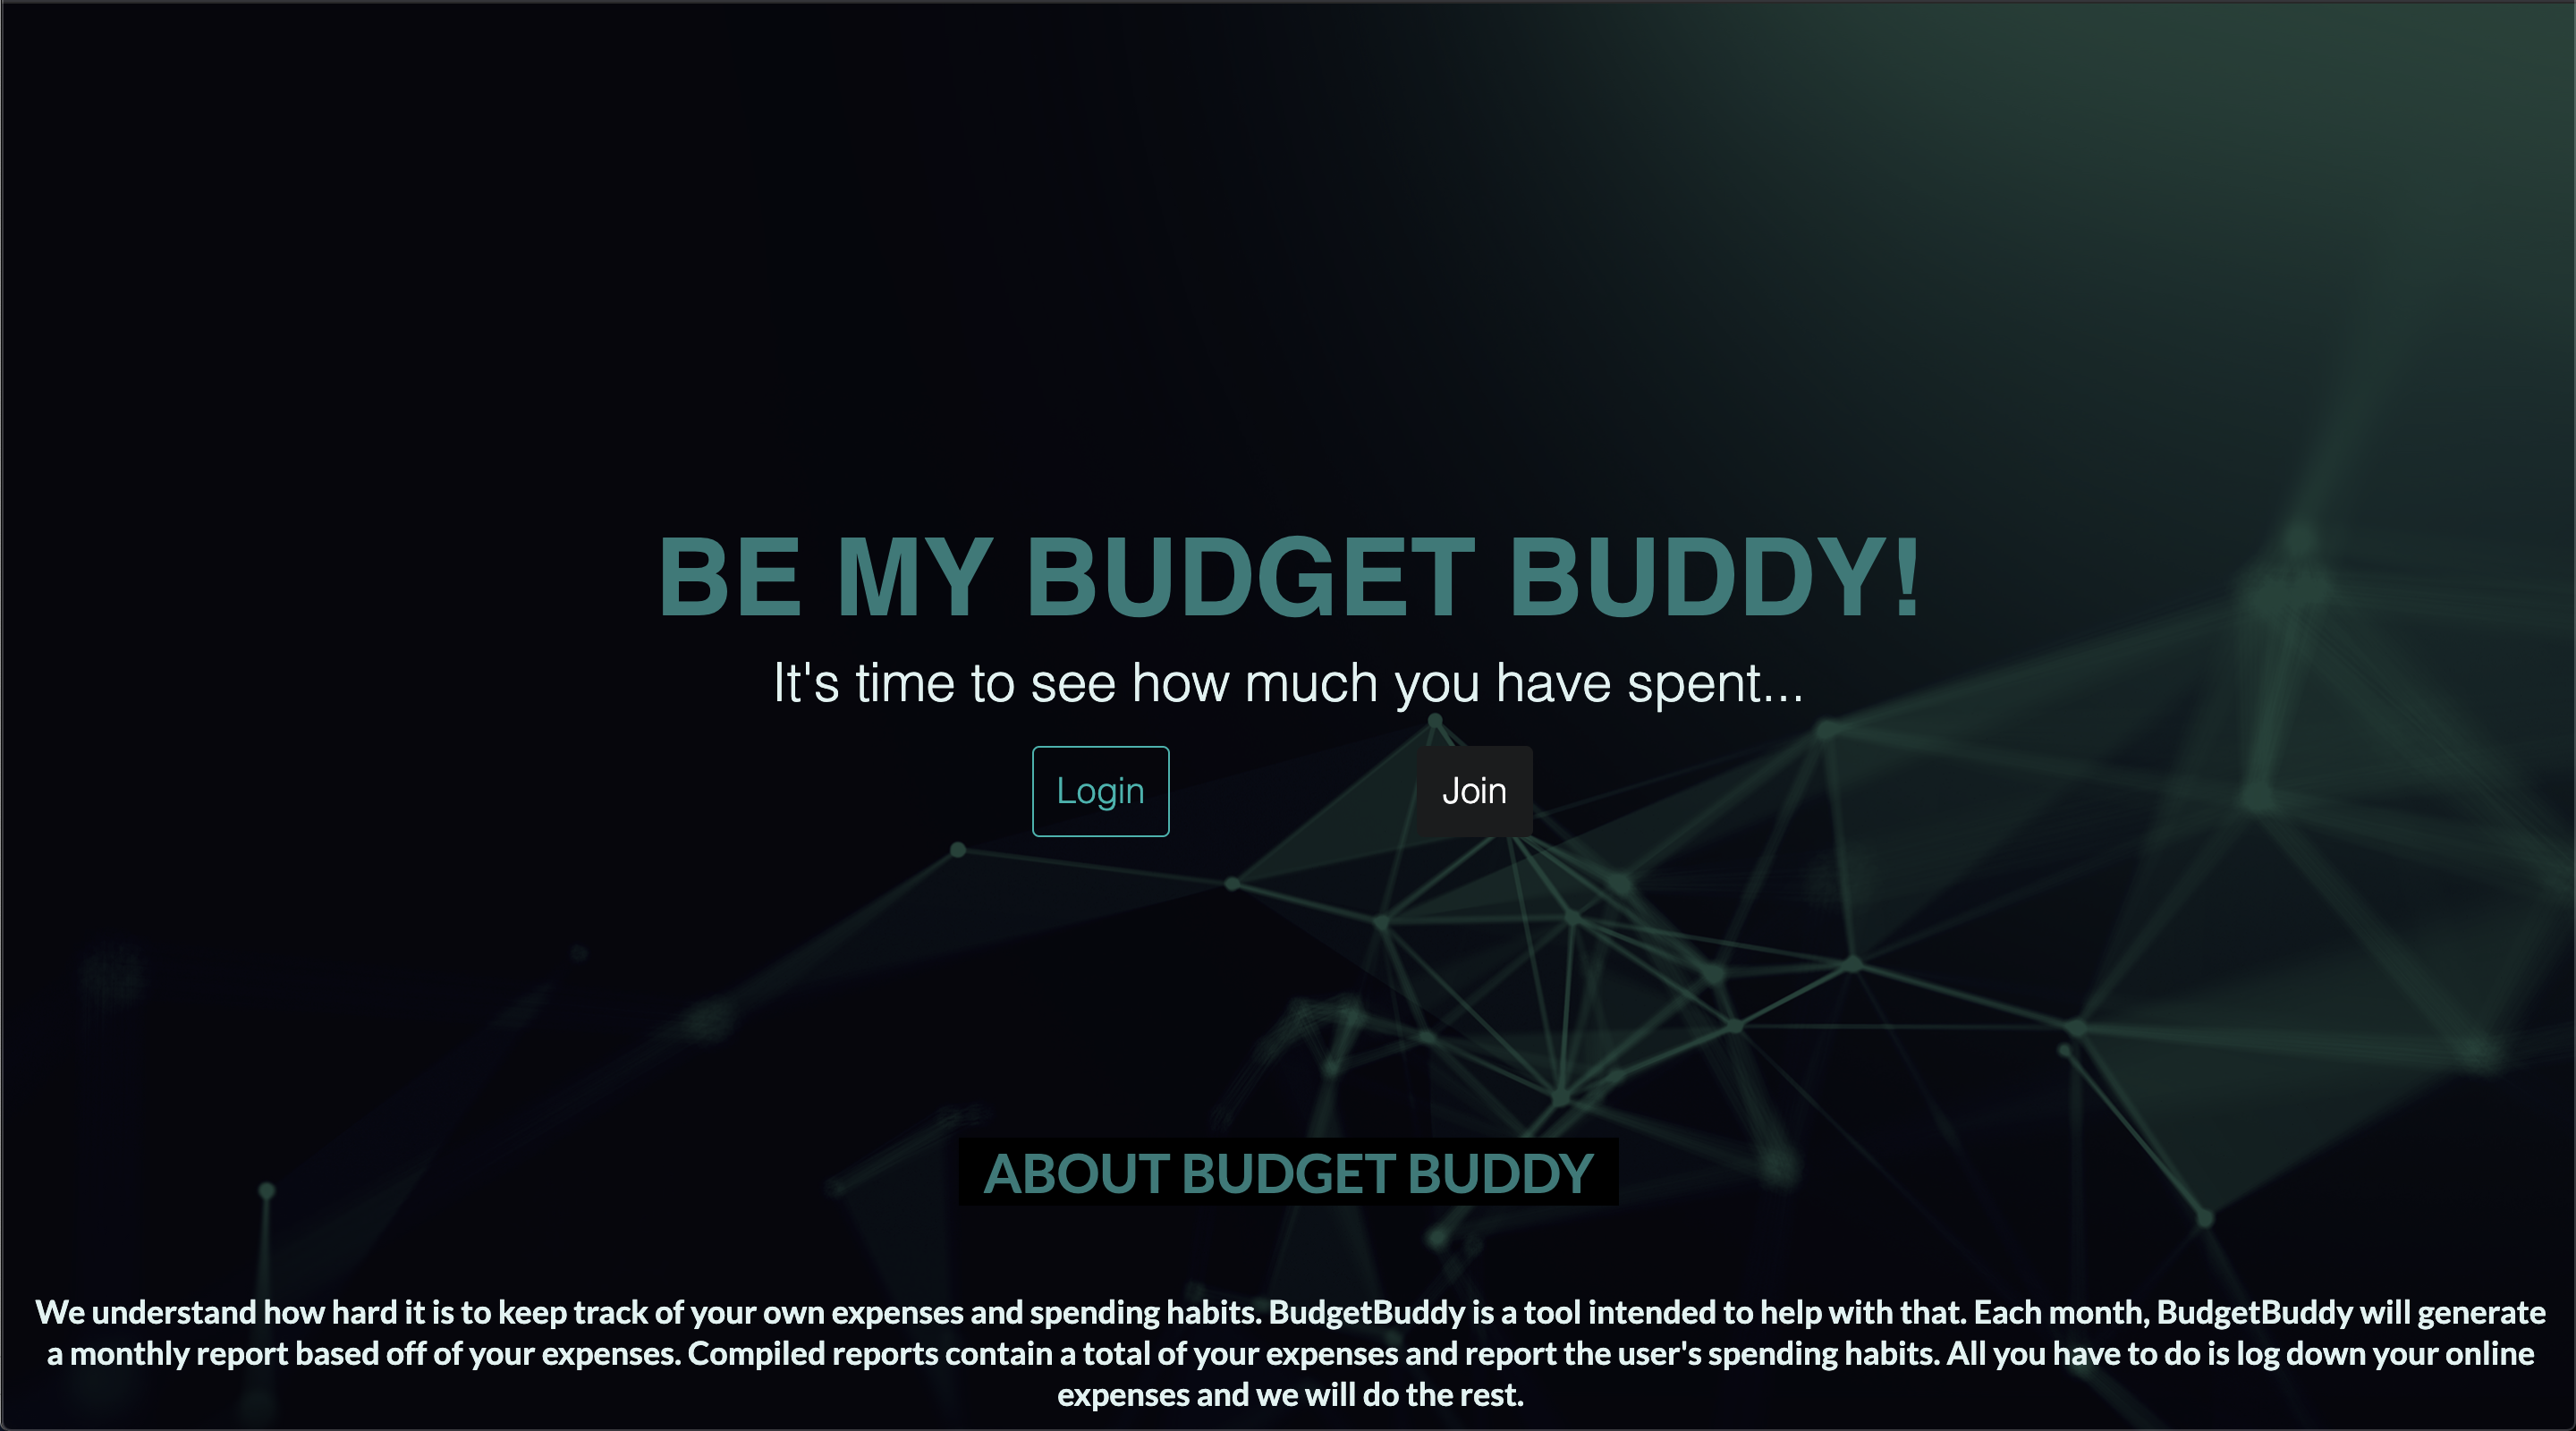 BE MY BUDGET BUDDY!
It's time to see how much you have spent...
Login
Join
ABOUT BUDGET BUDDY
We understand how hard it is to keep track of your own expenses and spending habits. BudgetBuddy is a tool intended to help with that. Each month, BudgetBuddy will generate
a monthly report based off of your expenses. Compiled reports contain a total of your expenses and report the user's spending habits. All you have to do is log down your online
expenses and we will do the rest.